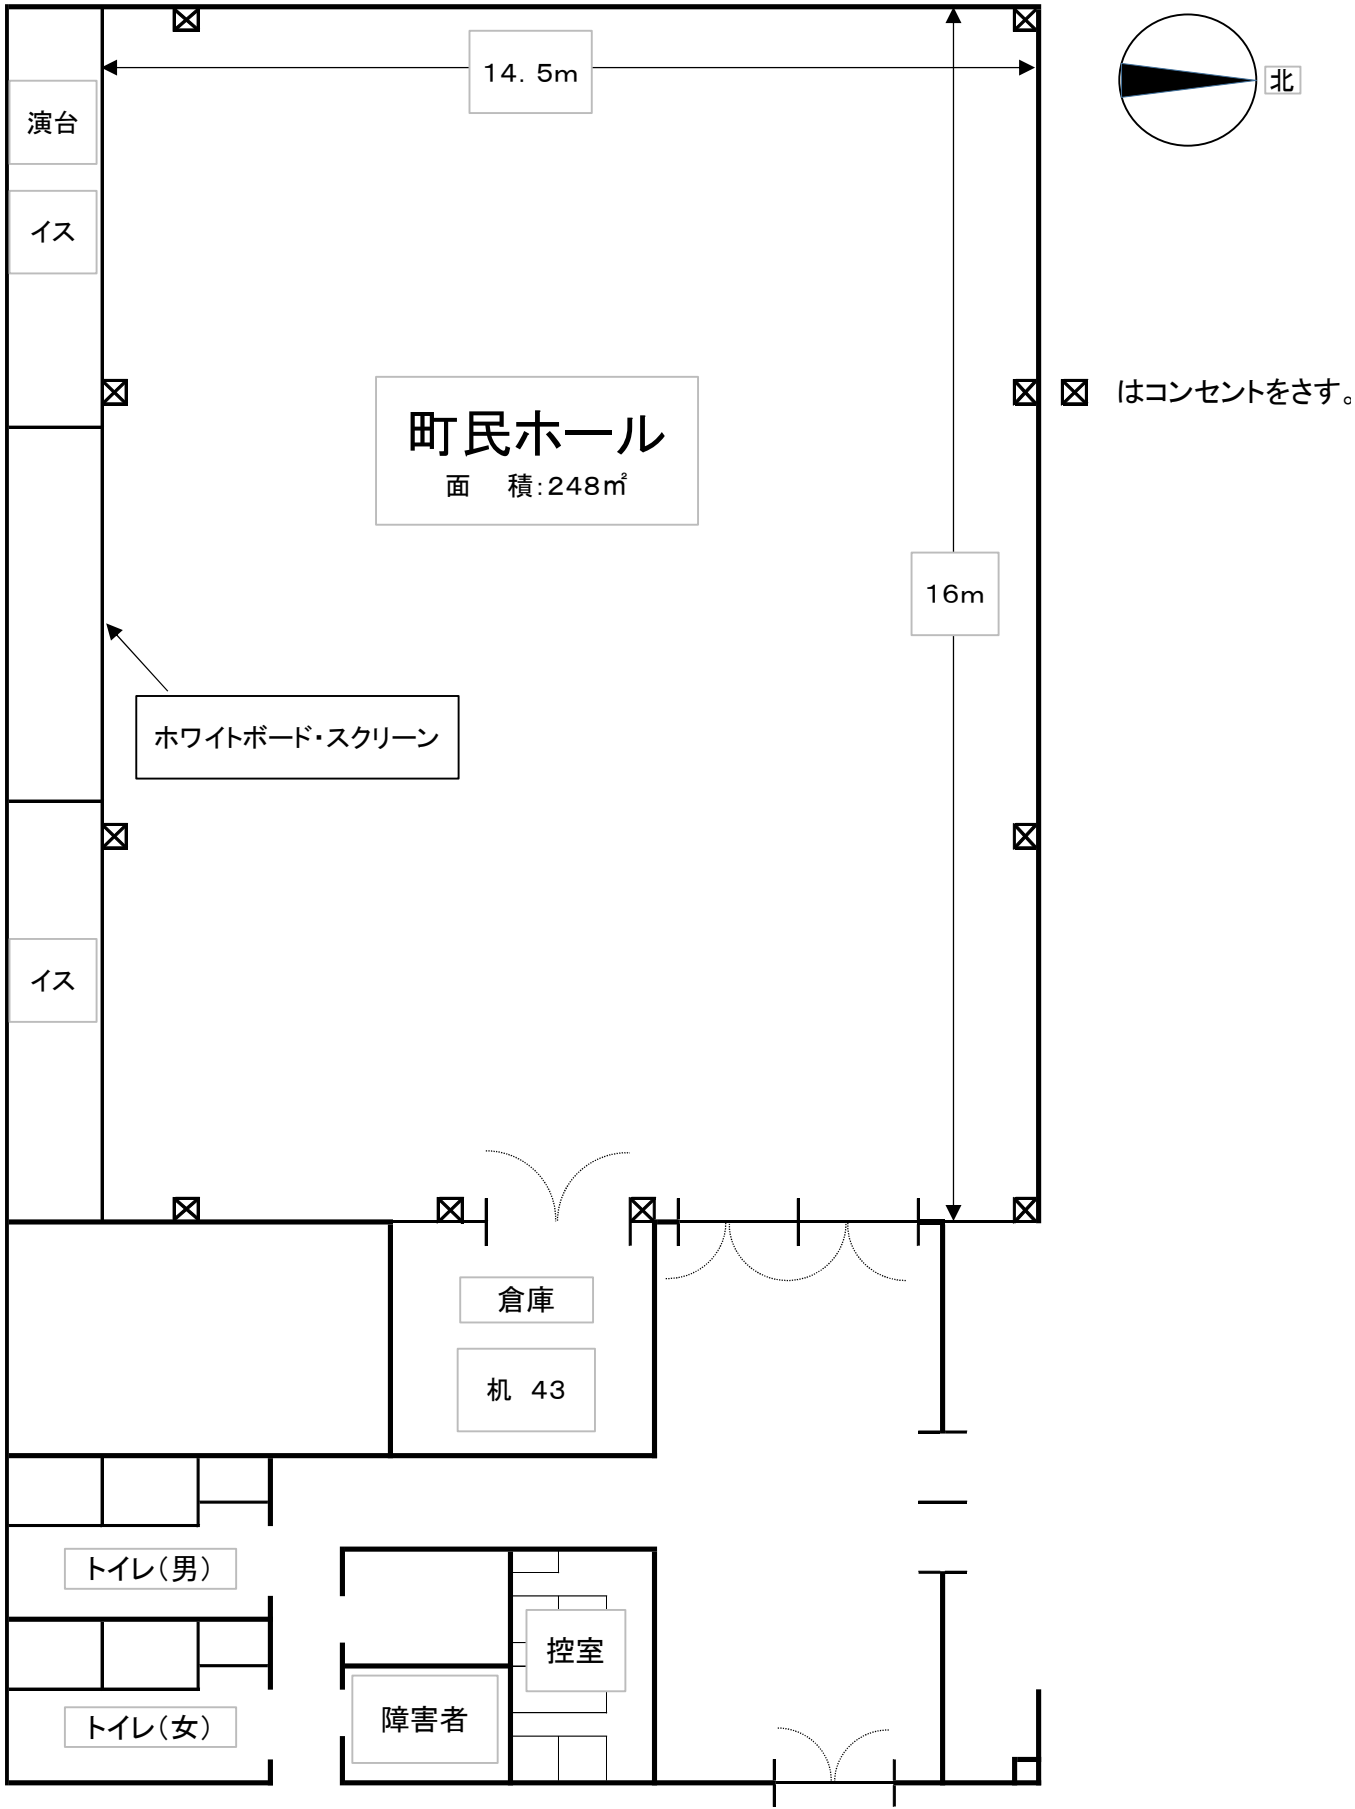 14.5m
北
演台
イス
はコンセントをさす。
町民ホール
面　積:248㎡
16m
ホワイトボード・スクリーン
イス
倉庫
机　43
トイレ(男)
控室
障害者
トイレ(女)